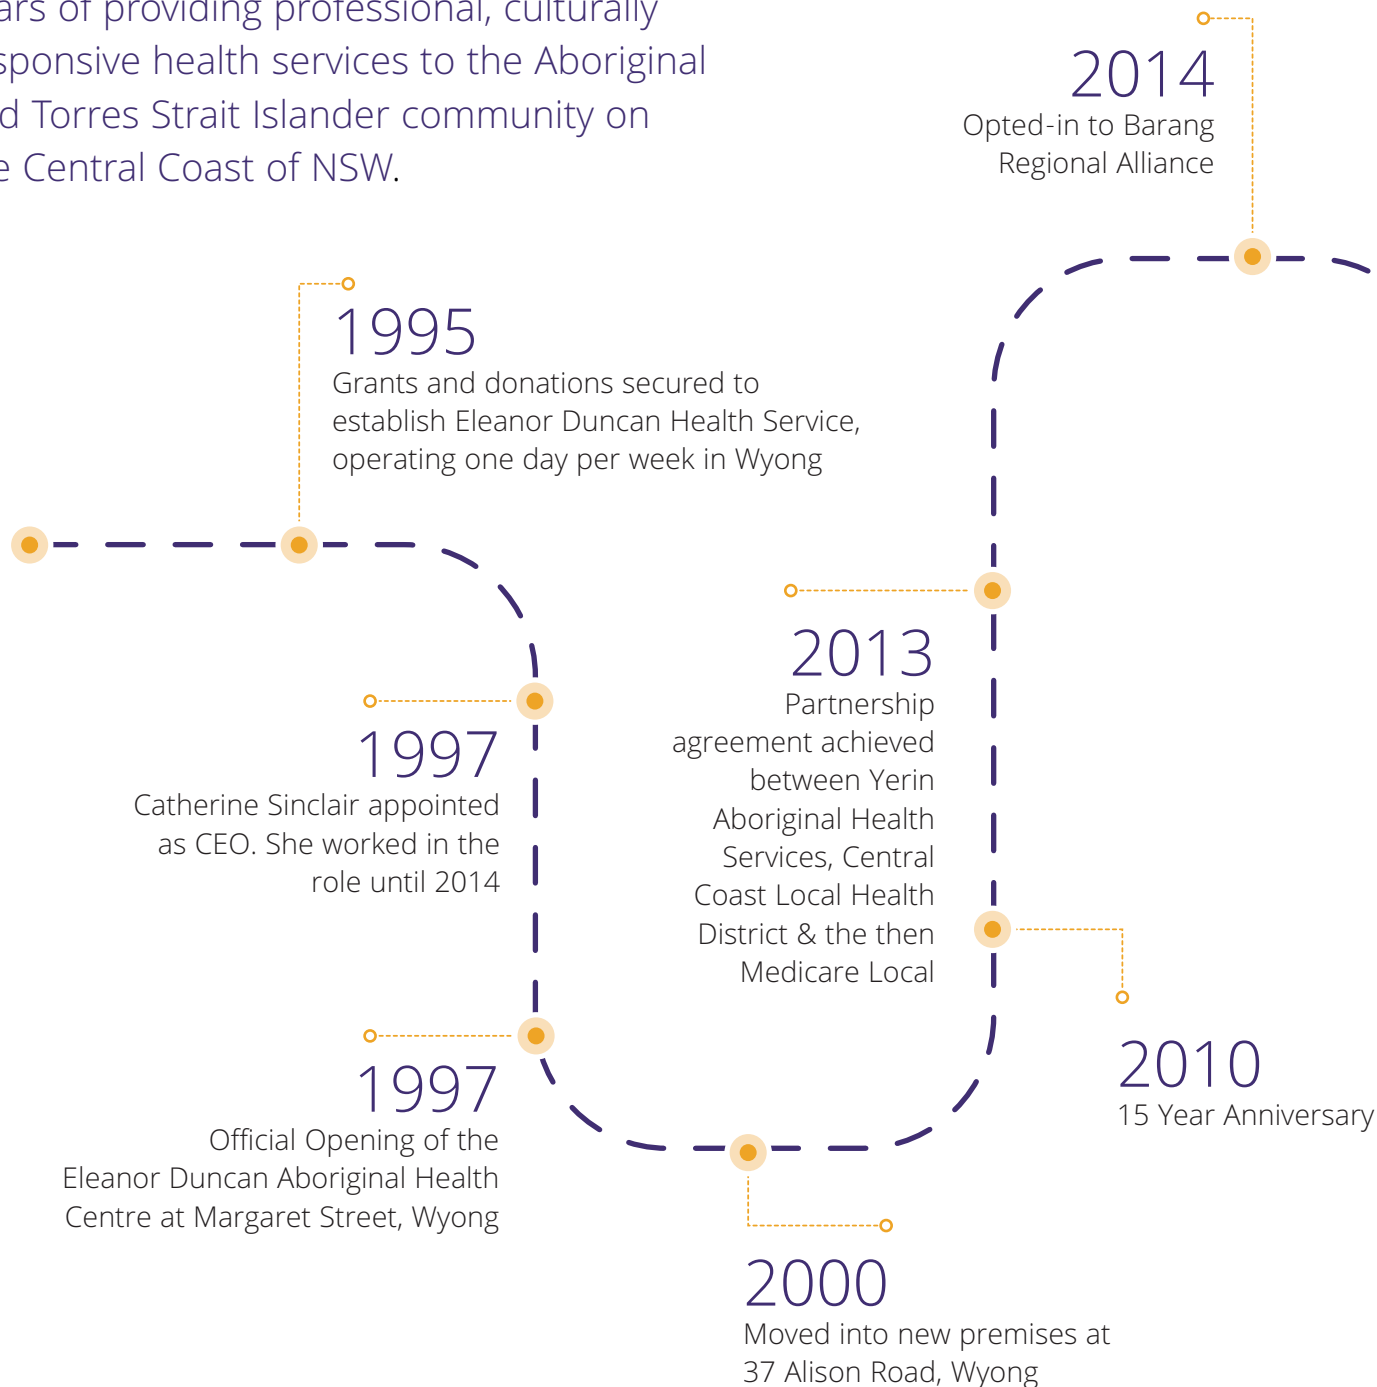 of providing professional, culturally
health services to the Aboriginal
Torres Strait Islander community on
Central Coast of NSW.
1995
Grants and donations secured to
establish Eleanor Duncan Health Service,
operating one day per week in Wyong
1997
Catherine Sinclair appointed
as CEO. She worked in the
role until 2014
1997
Official Opening of the
Eleanor Duncan Aboriginal Health
Centre at Margaret Street, Wyong
2000
Moved into new premises at
37 Alison Road, Wyong
2010
15 Year Anniversary
2013
Partnership
agreement achieved
between Yerin
Aboriginal Health
Services, Central
Coast Local Health
District & the then
Medicare Local
2014
Opted-in to Barang
Regional Alliance